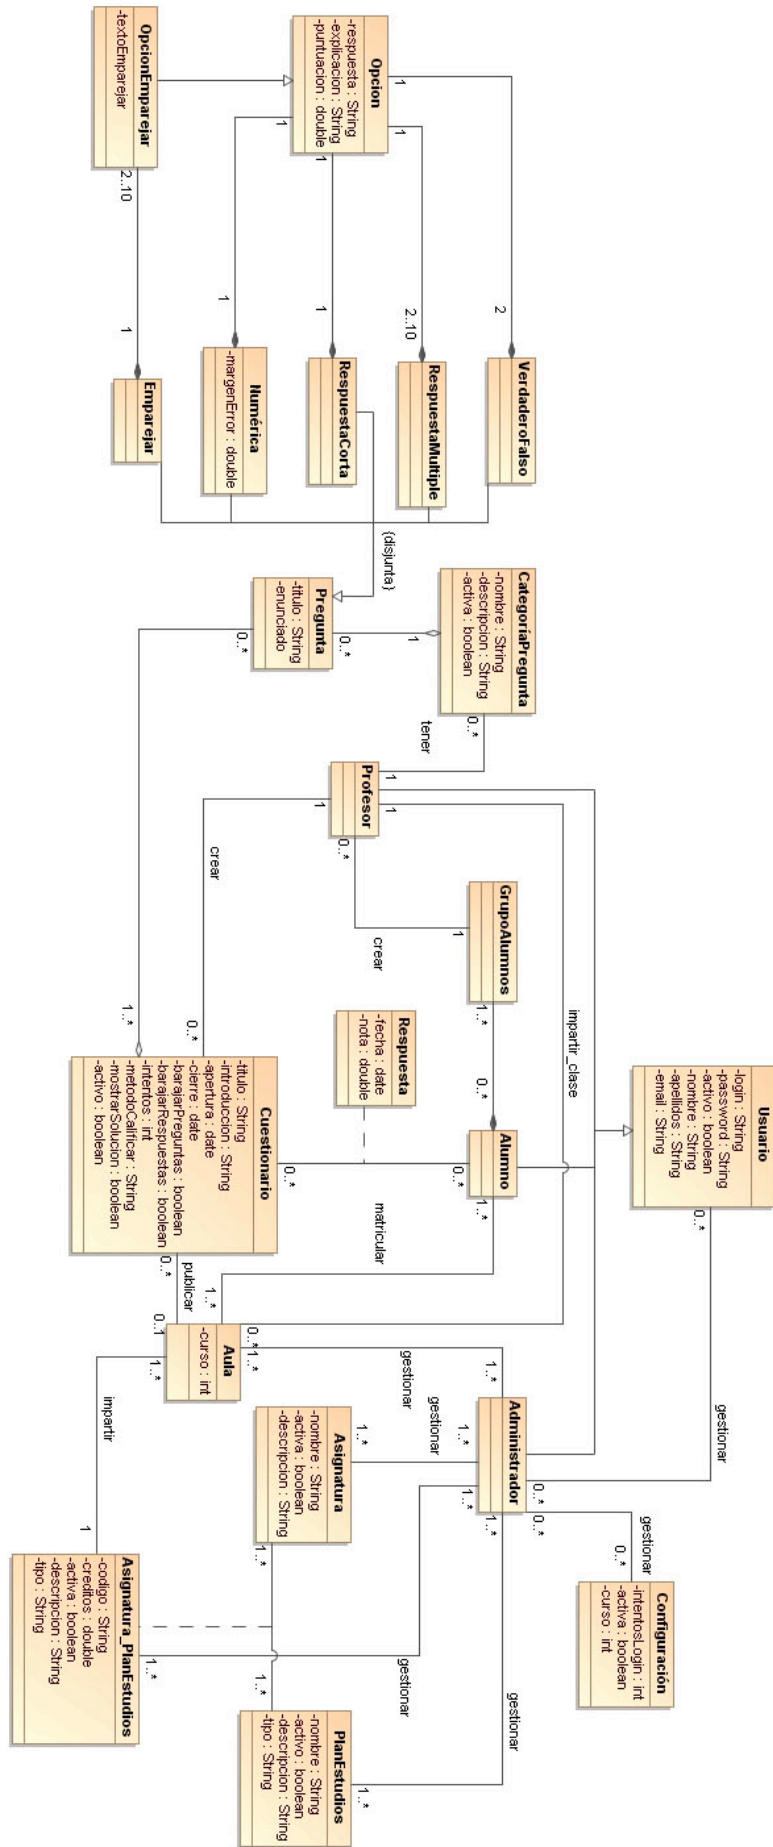 Usuario
-login : String
-password : String
-activo : boolean
-nombre : String
-apellidos : String
-email : String
0..*
gestionar
Configuración
-intentosLogin : int
-activa : boolean
-curso : int
0..*
gestionar
0..*
0..*
Administrador
1..*
gestionar
1..*
gestionar
1..*
1..*
gestionar
1..*
gestionar
VerdaderoFalso
2
RespuestaMultiple
2..10
RespuestaCorta
1
Numérica
-margenError : double
1
Emparejar
1
Opcion
-respuesta : String
-explicacion : String
-puntuacion : double
1
1
1
1
OpcionEmparejar
-textoEmparejar
2..10
{disjunta}
CategoríaPregunta
-nombre : String
-descripcion : String
-activa : boolean
0..*
tener
1
Pregunta
-título : String
-enunciado
0..*
0..*
1
Profesor
1
1
0..*
crear
1
GrupoAlumnos
1..*
0..*
impartir_clase
crear
0..*
Alumno
0..*
1..*
matricular
1..*
Respuesta
-fecha : date
-nota : double
Cuestionario
-título : String
-introduccion : String
-apertura : date
-cierre : date
-barajarPreguntas : boolean
-barajarRespuestas : boolean
-intentos : int
-metodoCalificar : String
-mostrarSolucion : boolean
-activo : boolean
1..*
0..*
0..*
publicar
0..1
Aula
-curso : int
0..*
1..*
1..*
impartir
1
Asignatura
-nombre : String
-activa : boolean
-descripcion : String
1..*
1..*
PlanEstudios
-nombre : String
-activo : boolean
-descripcion : String
-tipo : String
1..*
Asignatura_PlanEstudios
-codigo : String
-creditos : double
-activa : boolean
-descripcion : String
-tipo : String
1..*